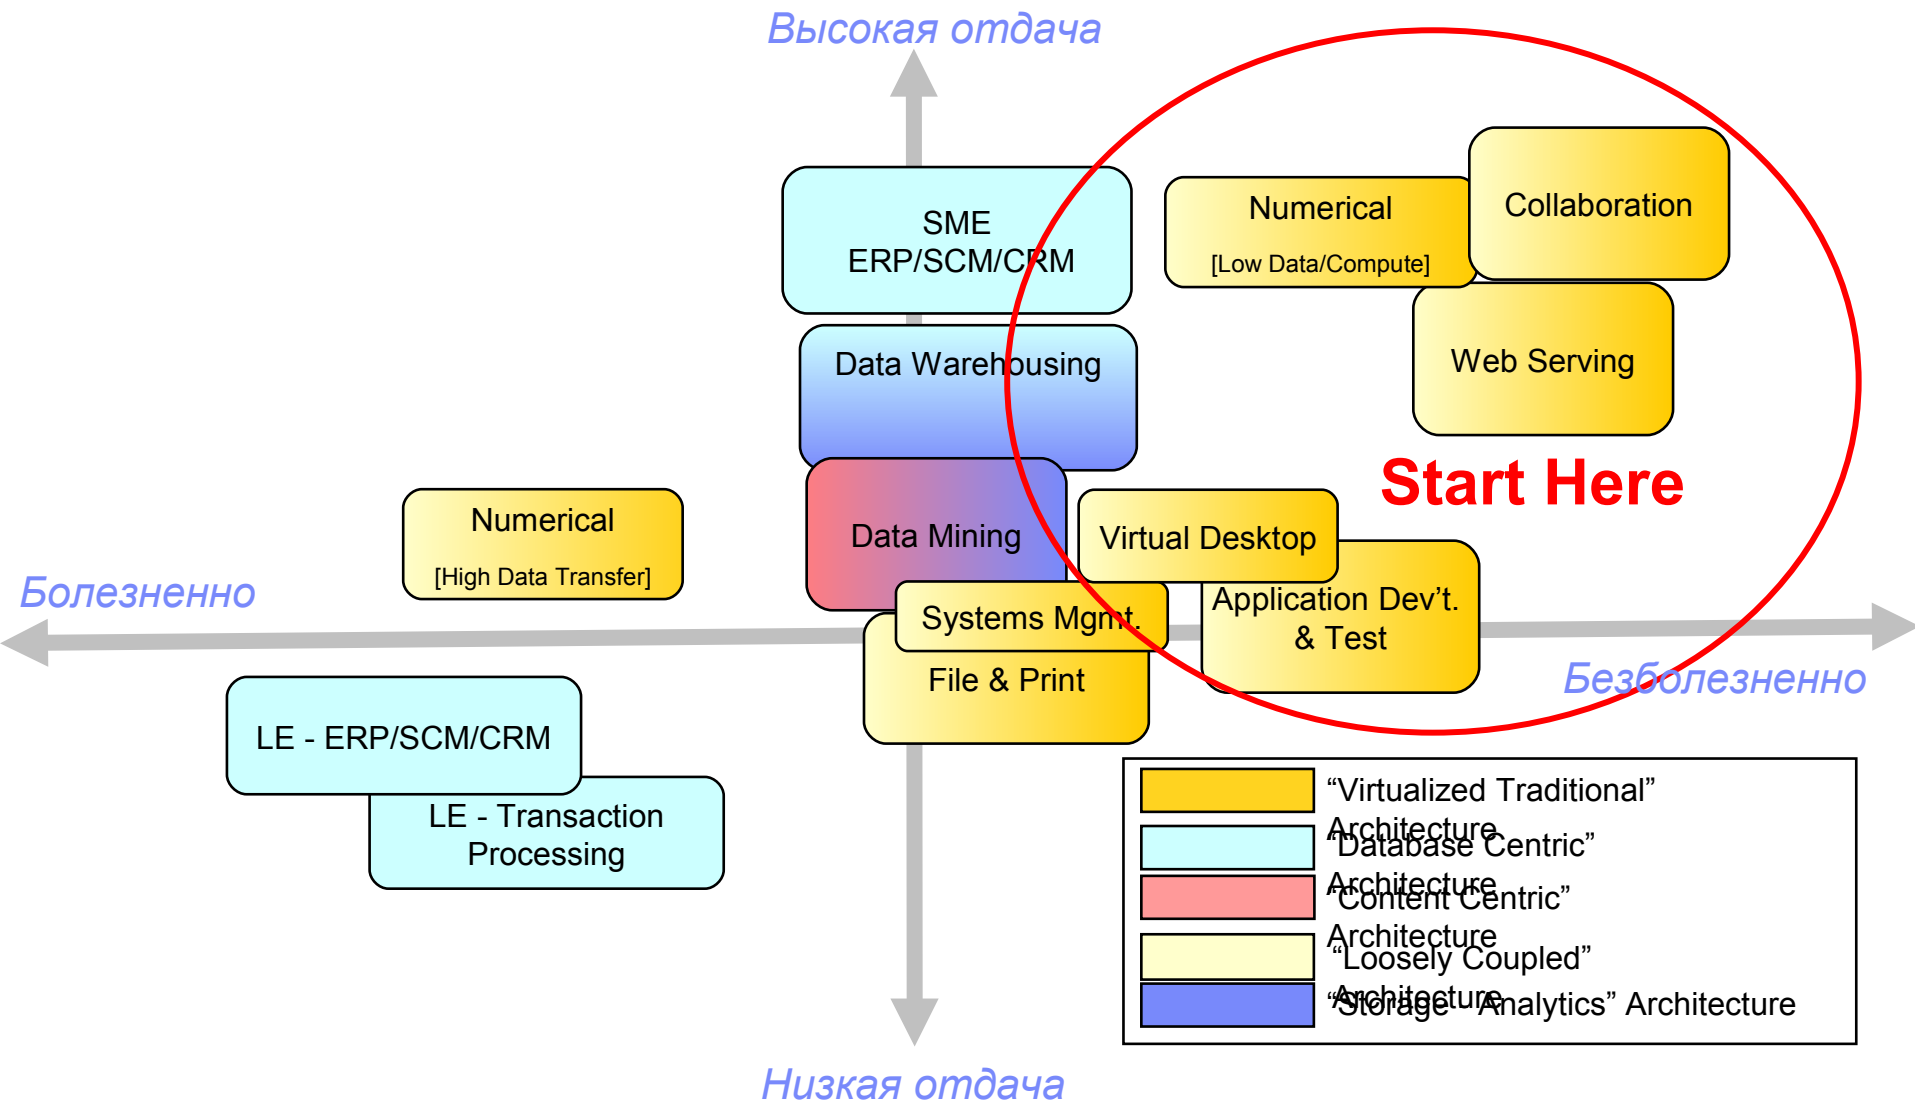 Высокая отдача
SME
ERP/SCM/CRM
Numerical
[Low Data/Compute]
Collaboration
Data Warehousing
Web Serving
Start Here
Numerical
[High Data Transfer]
Data Mining
Virtual Desktop
Болезненно
Systems Mgmt.
Application Dev’t.
& Test
File & Print
Безболезненно
LE - ERP/SCM/CRM
LE - Transaction
Processing
“Virtualized Traditional”
Architecture
“Database Centric”
Architecture
“Content Centric”
Architecture
“Loosely Coupled”
Architecture
“Storage - Analytics” Architecture
Низкая отдача